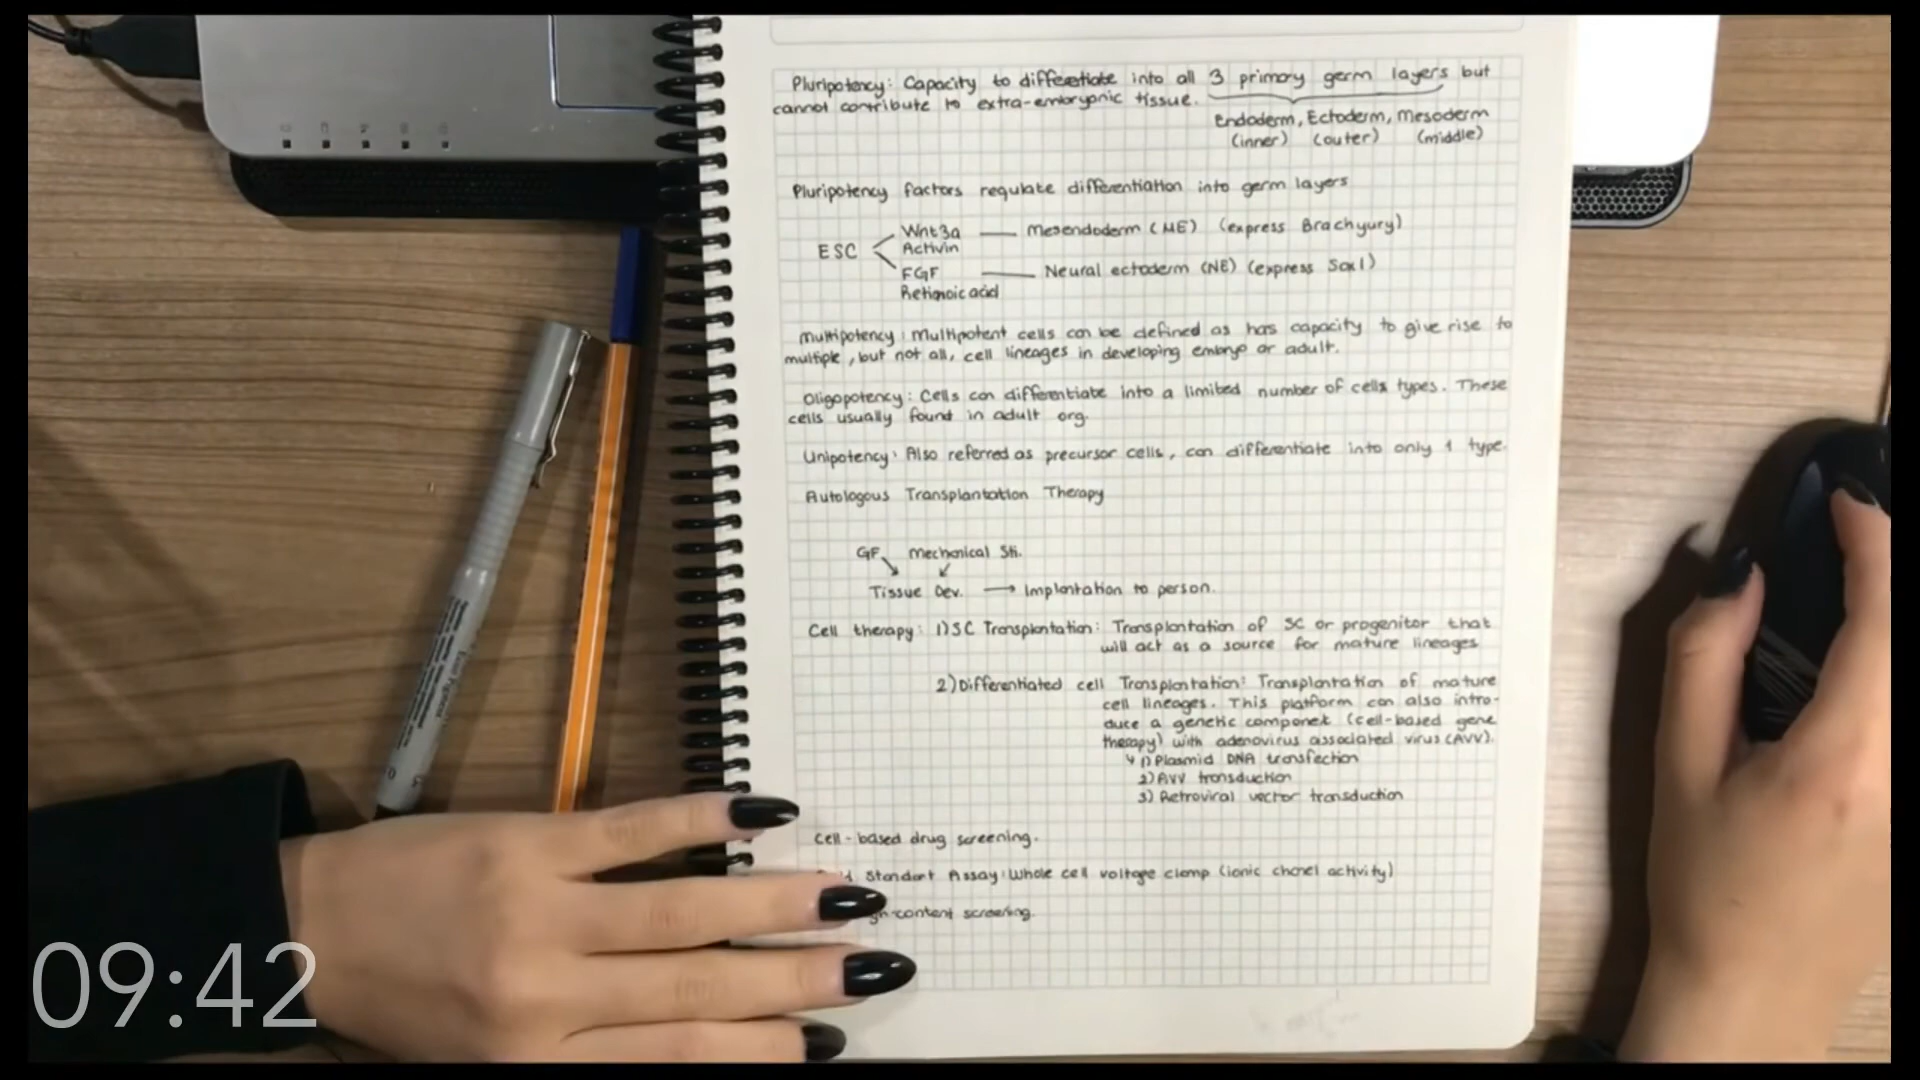 Pluripotency: Capacity to differetiate into all 3 primary germ layers but
cannot contribute to extra-embryonic tissue.
Endoderm, Ectoderm, Mesoderm
(inner) (outer) (middle)
Pluripotency factors regulate differentiation into germ layers
Wnt3a — Mesendoderm (ME) (express Brachyury)
ESC
Activin
FGF — Neural ectoderm (NE) (express Sox1)
Retinoic acid
Multipotency: Multipotent cells can be defined as has capacity to give rise to
multiple, but not all, cell lineages in developing embryo or adult.
Oligopotency: Cells can differentiate into a limited number of cells types. These
cells usually found in adult org.
Unipotency: Also referred as precursor cells, can differentiate into only 1 type.
Autologous Transplantation Therapy
GF Mechanical Sti.
Tissue Dev. → Implantation to person.
Cell therapy: 1) SC Transplantation: Transplantation of SC or progenitor that
will act as a source for mature lineages
2) Differentiated cell Transplantation: Transplantation of mature
cell lineages. This platform can also intro-
duce a genetic componet (cell-based gene
therapy) with adenovirus associated virus (AVV).
1) Plasmid DNA transfection
2) AVV transduction
3) Retroviral vector transduction
Cell-based drug screening.
Standart Assay: Whole cell voltage clamp (ionic chanel activity)
content screening.
09:42